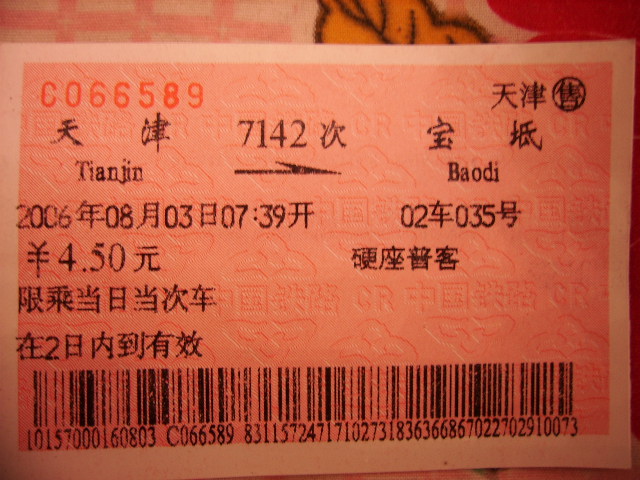 C066589 天津售
天津 7142次 宝坻
Tianjin Baodi
2006年08月03日07:39开 02车035号
￥4.50元 硬座普客
限乘当日当次车
在2日内到有效
10157000160803 C066589 83115724717102731836366867022702910073